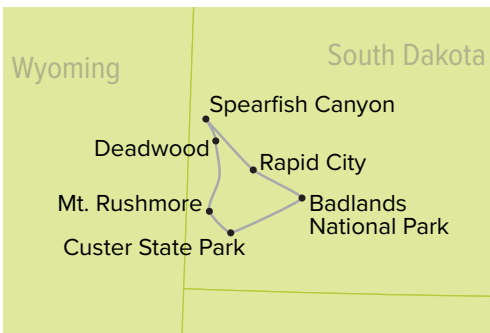 Wyoming
South Dakota
Spearfish Canyon
Deadwood
Rapid City
Mt. Rushmore
Badlands
National Park
Custer State Park